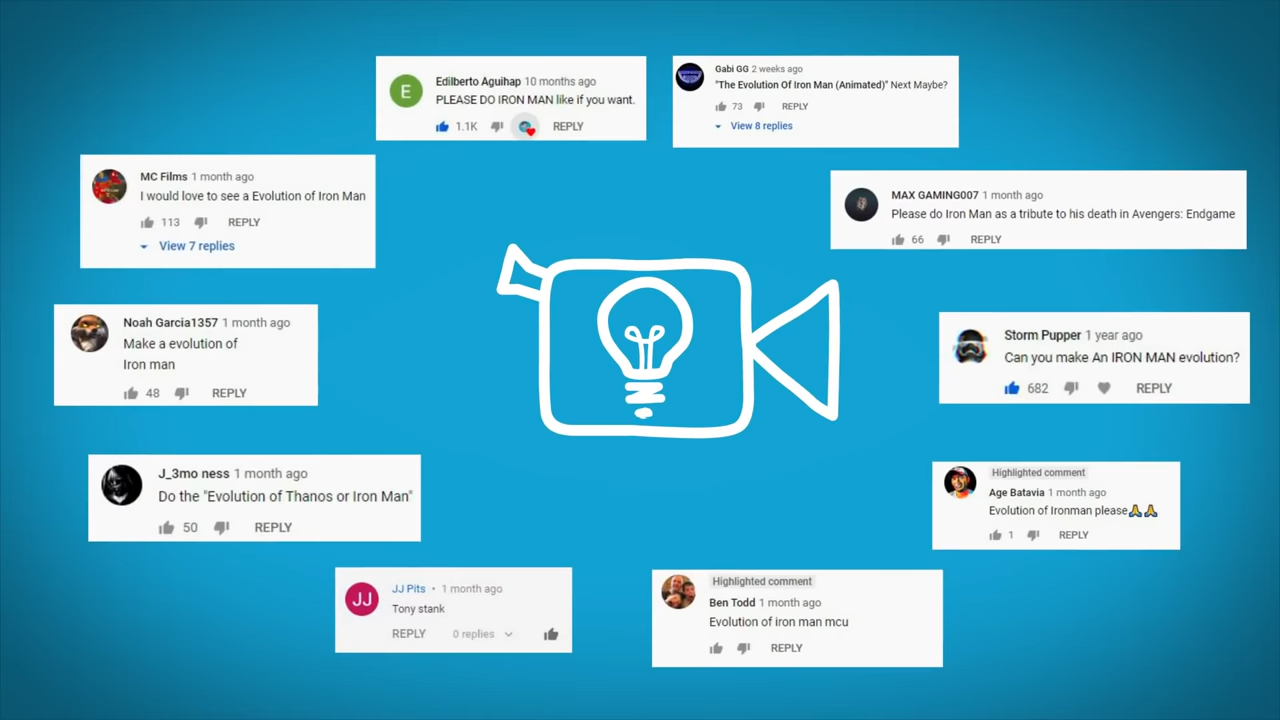 Edilberto Aguihap 10 months ago
PLEASE DO IRON MAN like if you want.
1.1K REPLY
Gabi GG 2 weeks ago
"The Evolution Of Iron Man (Animated)" Next Maybe?
73 REPLY
View 8 replies
MC Films 1 month ago
I would love to see a Evolution of Iron Man
113 REPLY
View 7 replies
MAX GAMING007 1 month ago
Please do Iron Man as a tribute to his death in Avengers: Endgame
66 REPLY
Noah Garcia1357 1 month ago
Make a evolution of
Iron man
48 REPLY
Storm Pupper 1 year ago
Can you make An IRON MAN evolution?
682 REPLY
J_3mo ness 1 month ago
Do the "Evolution of Thanos or Iron Man"
50 REPLY
Highlighted comment
Age Batavia 1 month ago
Evolution of Ironman please🙏🙏
1 REPLY
JJ
JJ Pits • 1 month ago
Tony stank
REPLY 0 replies
Highlighted comment
Ben Todd 1 month ago
Evolution of iron man mcu
REPLY
E